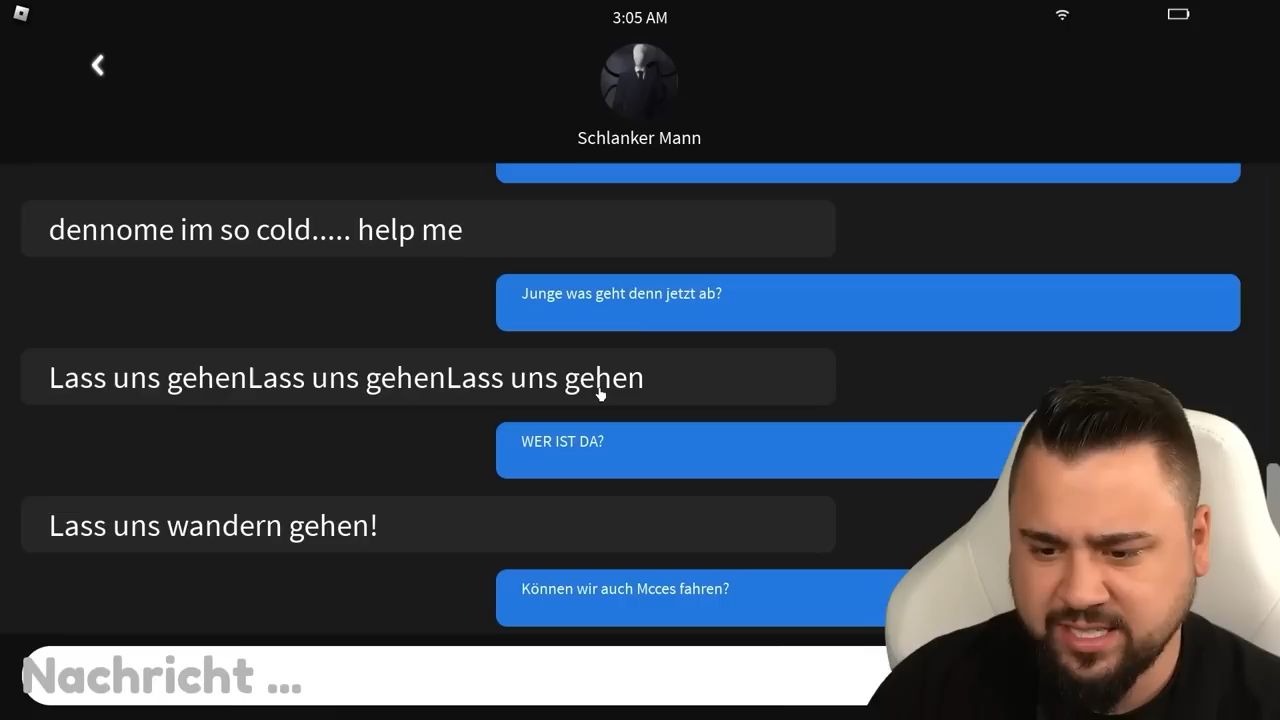 3:05 AM
Schlanker Mann
dennome im so cold..... help me
Junge was geht denn jetzt ab?
Lass uns gehenLass uns gehenLass uns gehen
WER IST DA?
Lass uns wandern gehen!
Können wir auch Mcces fahren?
Nachricht ...